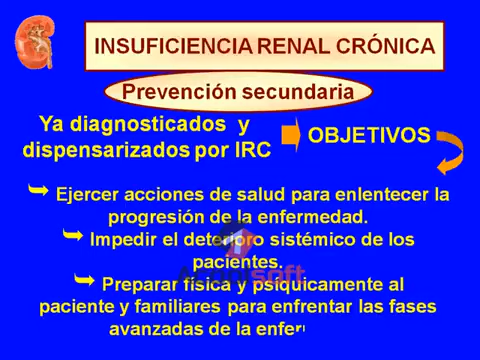 INSUFICIENCIA RENAL CRÓNICA
Prevención secundaria
Ya diagnosticados y
dispensarizados por IRC
OBJETIVOS
Ejercer acciones de salud para enlentecer la
progresión de la enfermedad.
Impedir el deterioro sistémico de los
pacientes.
Preparar física y psíquicamente al
paciente y familiares para enfrentar las fases
avanzadas de la